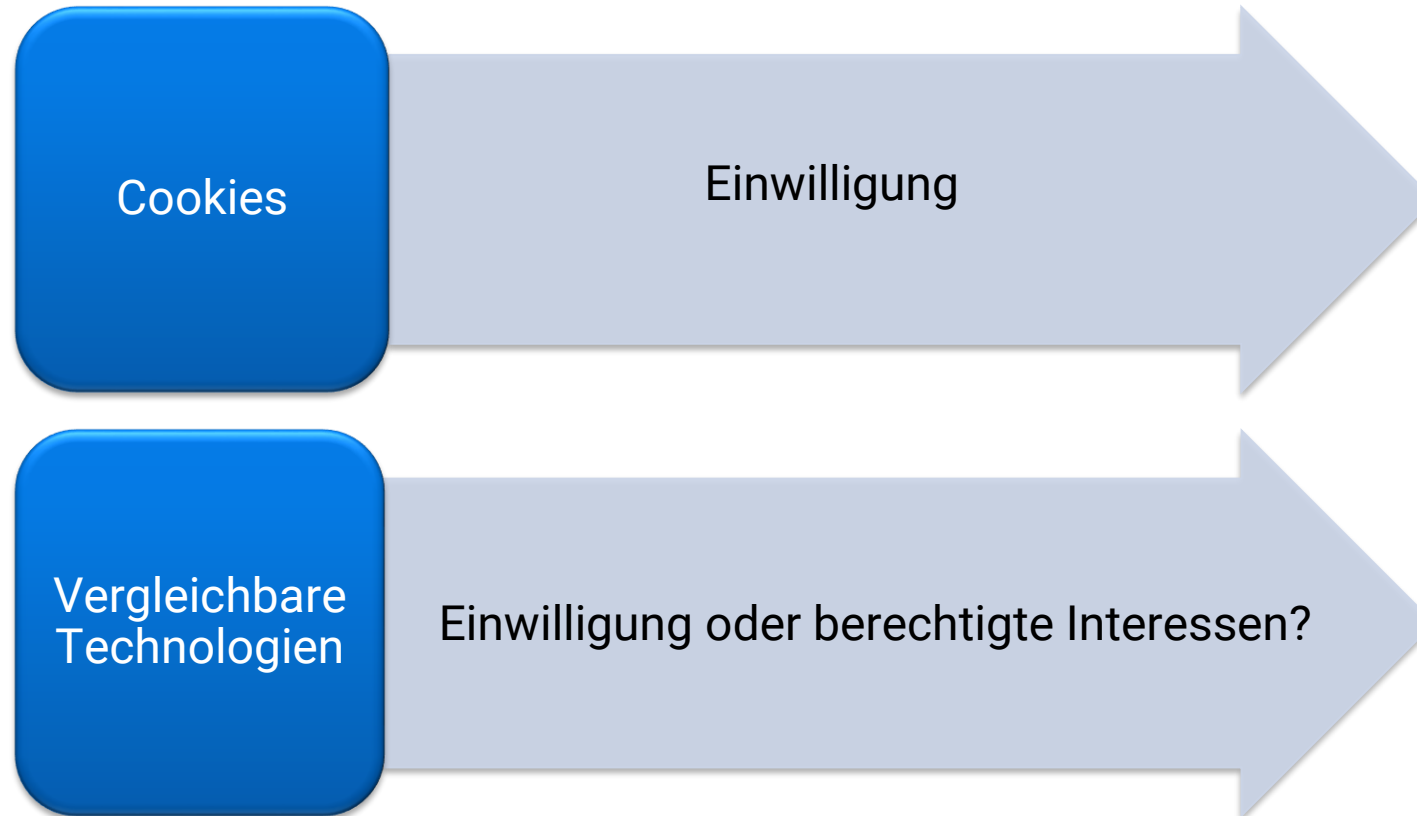 Cookies
Einwilligung
Vergleichbare
Technologien
Einwilligung oder berechtigte Interessen?